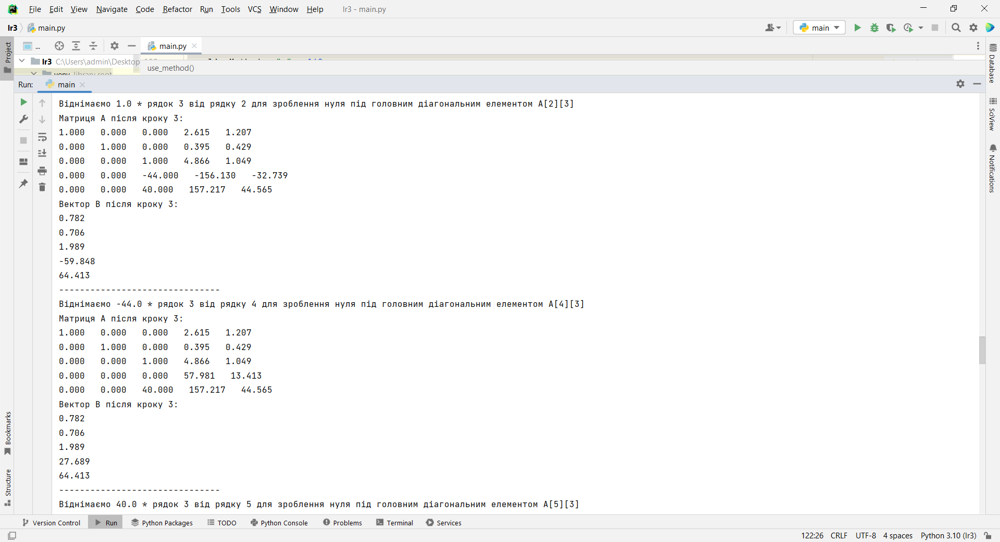 File Edit View Navigate Code Refactor Run Tools VCS Window Help lr3 - main.py
lr3 main.py main
Project ... main.py
lr3 C:\Users\admin\Desktop
venv library root use_method()
Run: main
Віднімаємо 1.0 * рядок 3 від рядку 2 для зроблення нуля під головним діагональним елементом A[2][3]
Матриця A після кроку 3:
1.000 0.000 0.000 2.615 1.207
0.000 1.000 0.000 0.395 0.429
0.000 0.000 1.000 4.866 1.049
0.000 0.000 -44.000 -156.130 -32.739
0.000 0.000 40.000 157.217 44.565
Вектор B після кроку 3:
0.782
0.706
1.989
-59.848
64.413
-------------------------------
Віднімаємо -44.0 * рядок 3 від рядку 4 для зроблення нуля під головним діагональним елементом A[4][3]
Матриця A після кроку 3:
1.000 0.000 0.000 2.615 1.207
0.000 1.000 0.000 0.395 0.429
0.000 0.000 1.000 4.866 1.049
0.000 0.000 0.000 57.981 13.413
0.000 0.000 40.000 157.217 44.565
Вектор B після кроку 3:
0.782
0.706
1.989
27.689
64.413
-------------------------------
Віднімаємо 40.0 * рядок 3 від рядку 5 для зроблення нуля під головним діагональним елементом A[5][3]
Bookmarks
Structure
Database
SciView
Notifications
Version Control Run Python Packages TODO Python Console Problems Terminal Services
122:26 CRLF UTF-8 4 spaces Python 3.10 (lr3)